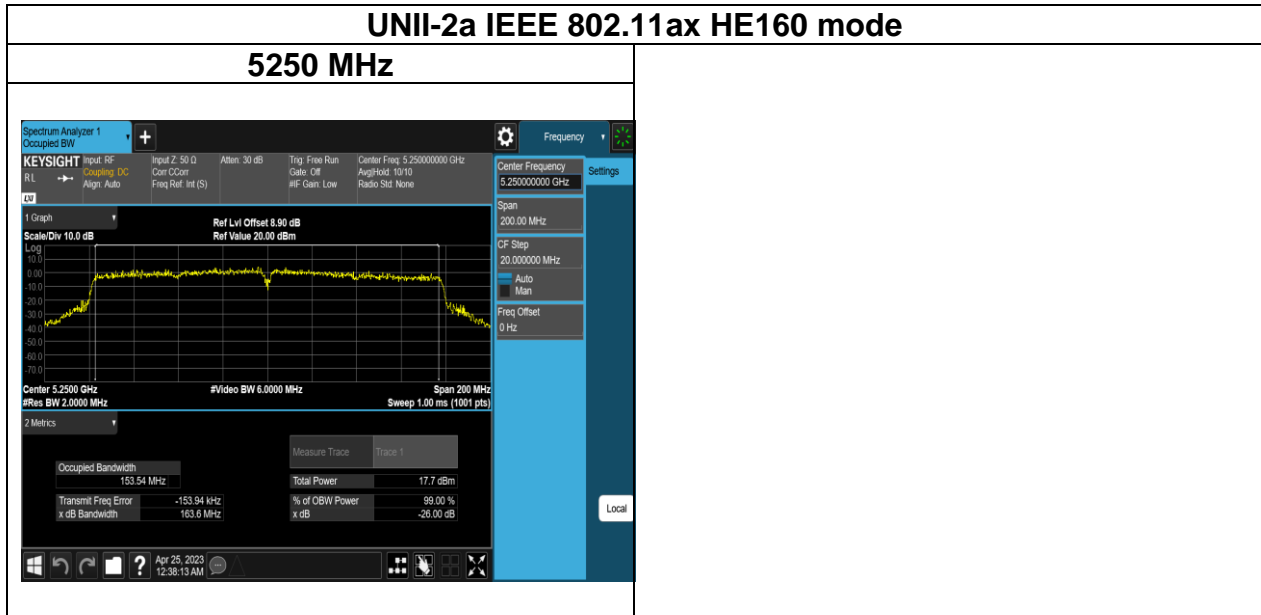 UNII-2a IEEE 802.11ax HE160 mode
5250 MHz
Spectrum Analyzer 1
Occupied BW
Frequency
KEYSIGHT
RL
LXI
Input: RF
Coupling: DC
Align: Auto
Input Z: 50 Ω
Corr CCorr
Freq Ref: Int (S)
Atten: 30 dB
Trig: Free Run
Gate: Off
#IF Gain: Low
Center Freq: 5.250000000 GHz
Avg|Hold: 10/10
Radio Std: None
Center Frequency
5.250000000 GHz
Settings
Span
200.00 MHz
CF Step
20.000000 MHz
Auto
Man
Freq Offset
0 Hz
Local
1 Graph
Scale/Div 10.0 dB
Ref Lvl Offset 8.90 dB
Ref Value 20.00 dBm
Log
10.0
0.00
-10.0
-20.0
-30.0
-40.0
-50.0
-60.0
-70.0
Center 5.2500 GHz
#Video BW 6.0000 MHz
Span 200 MHz
#Res BW 2.0000 MHz
Sweep 1.00 ms (1001 pts)
2 Metrics
Measure Trace Trace 1
Occupied Bandwidth
153.54 MHz
Total Power 17.7 dBm
Transmit Freq Error -153.94 kHz
% of OBW Power 99.00 %
x dB Bandwidth 163.6 MHz
x dB -26.00 dB
?
Apr 25, 2023
12:38:13 AM